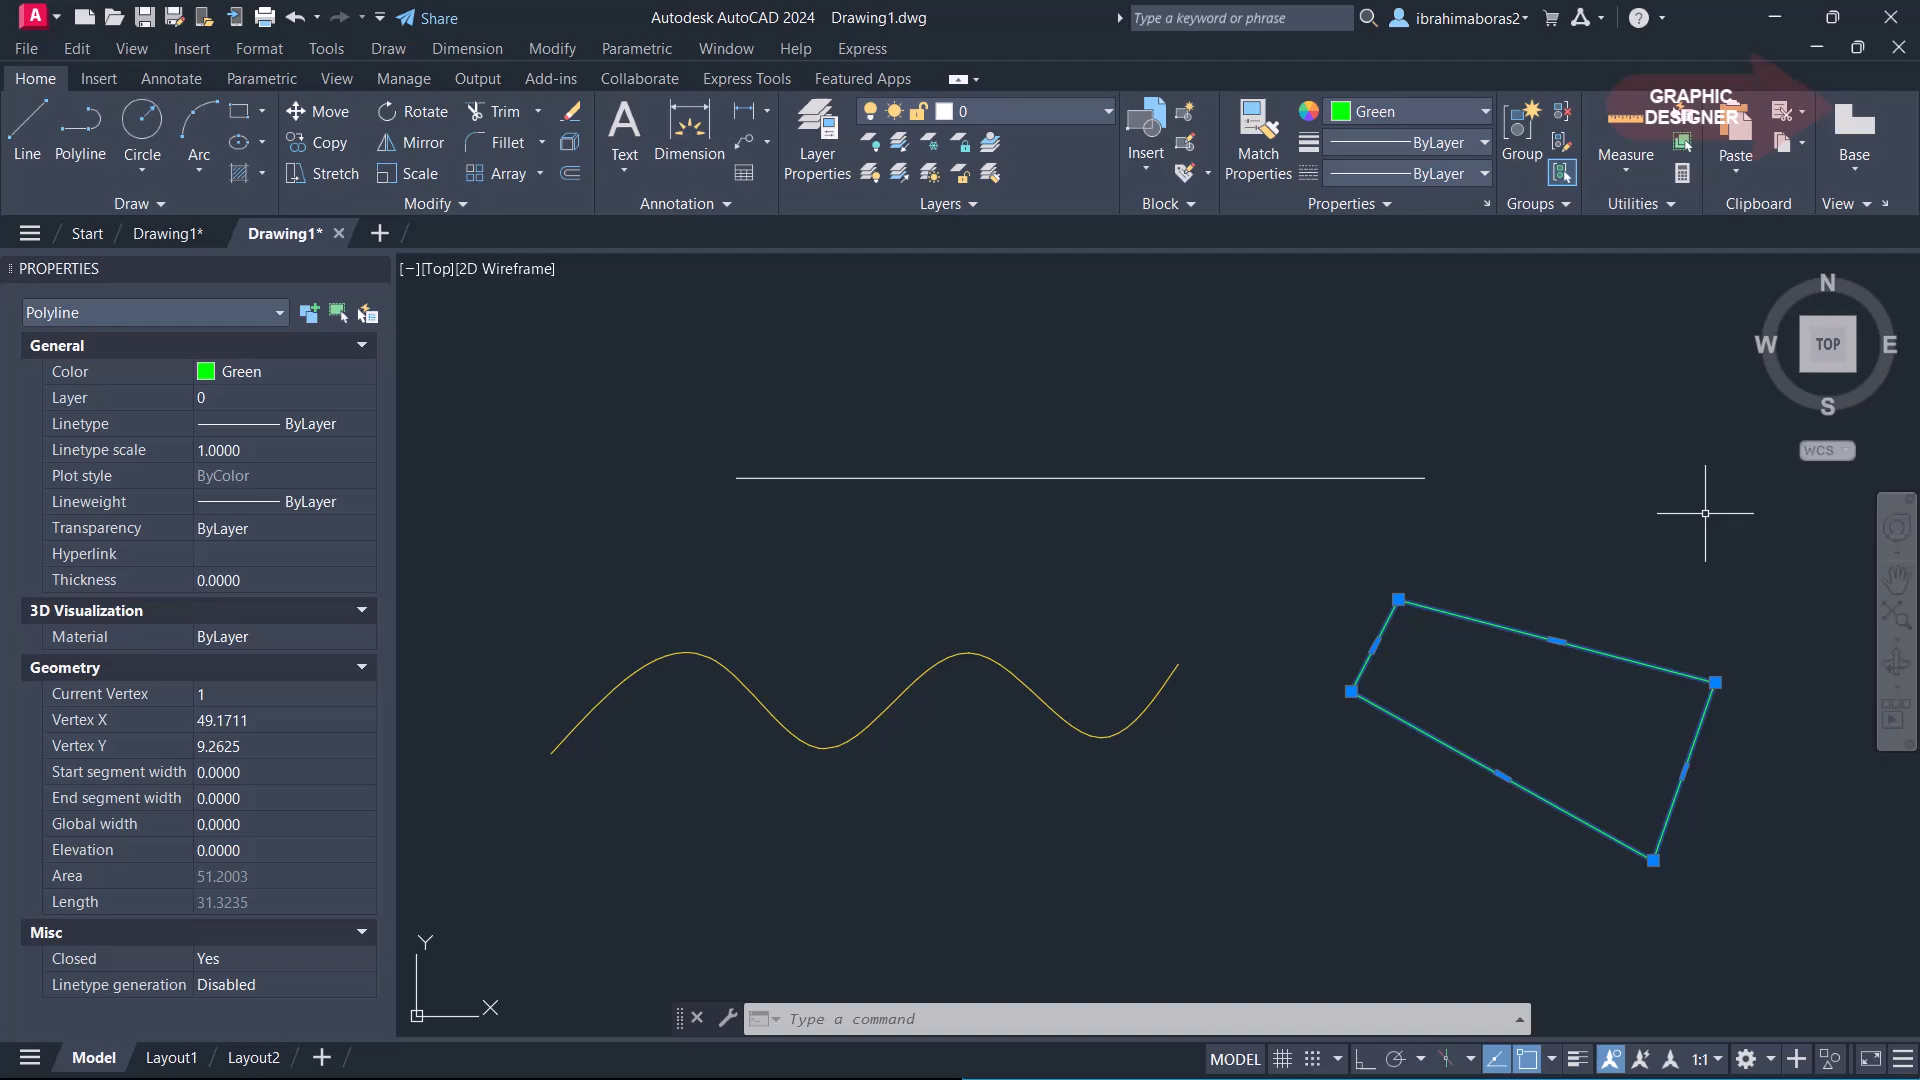 A Share Autodesk AutoCAD 2024 Drawing1.dwg Type a keyword or phrase ibrahimaboras2
File Edit View Insert Format Tools Draw Dimension Modify Parametric Window Help Express
Home Insert Annotate Parametric View Manage Output Add-ins Collaborate Express Tools Featured Apps
Line Polyline Circle Arc
Draw
Move Rotate Trim
Copy Mirror Fillet
Stretch Scale Array
Modify
Text Dimension
Annotation
Layer
Properties
0
Layers
Insert
Block
Match
Properties
Green
ByLayer
ByLayer
Properties
Group
Groups
Measure
Utilities
Paste
Clipboard
Base
View
GRAPHIC
DESIGNER
Start Drawing1* Drawing1*
PROPERTIES
Polyline
General
Color Green
Layer 0
Linetype ByLayer
Linetype scale 1.0000
Plot style ByColor
Lineweight ByLayer
Transparency ByLayer
Hyperlink
Thickness 0.0000
3D Visualization
Material ByLayer
Geometry
Current Vertex 1
Vertex X 49.1711
Vertex Y 9.2625
Start segment width 0.0000
End segment width 0.0000
Global width 0.0000
Elevation 0.0000
Area 51.2003
Length 31.3235
Misc
Closed Yes
Linetype generation Disabled
[−][Top][2D Wireframe]
N
W TOP E
S
WCS
Y
X
Type a command
Model Layout1 Layout2
MODEL 1:1